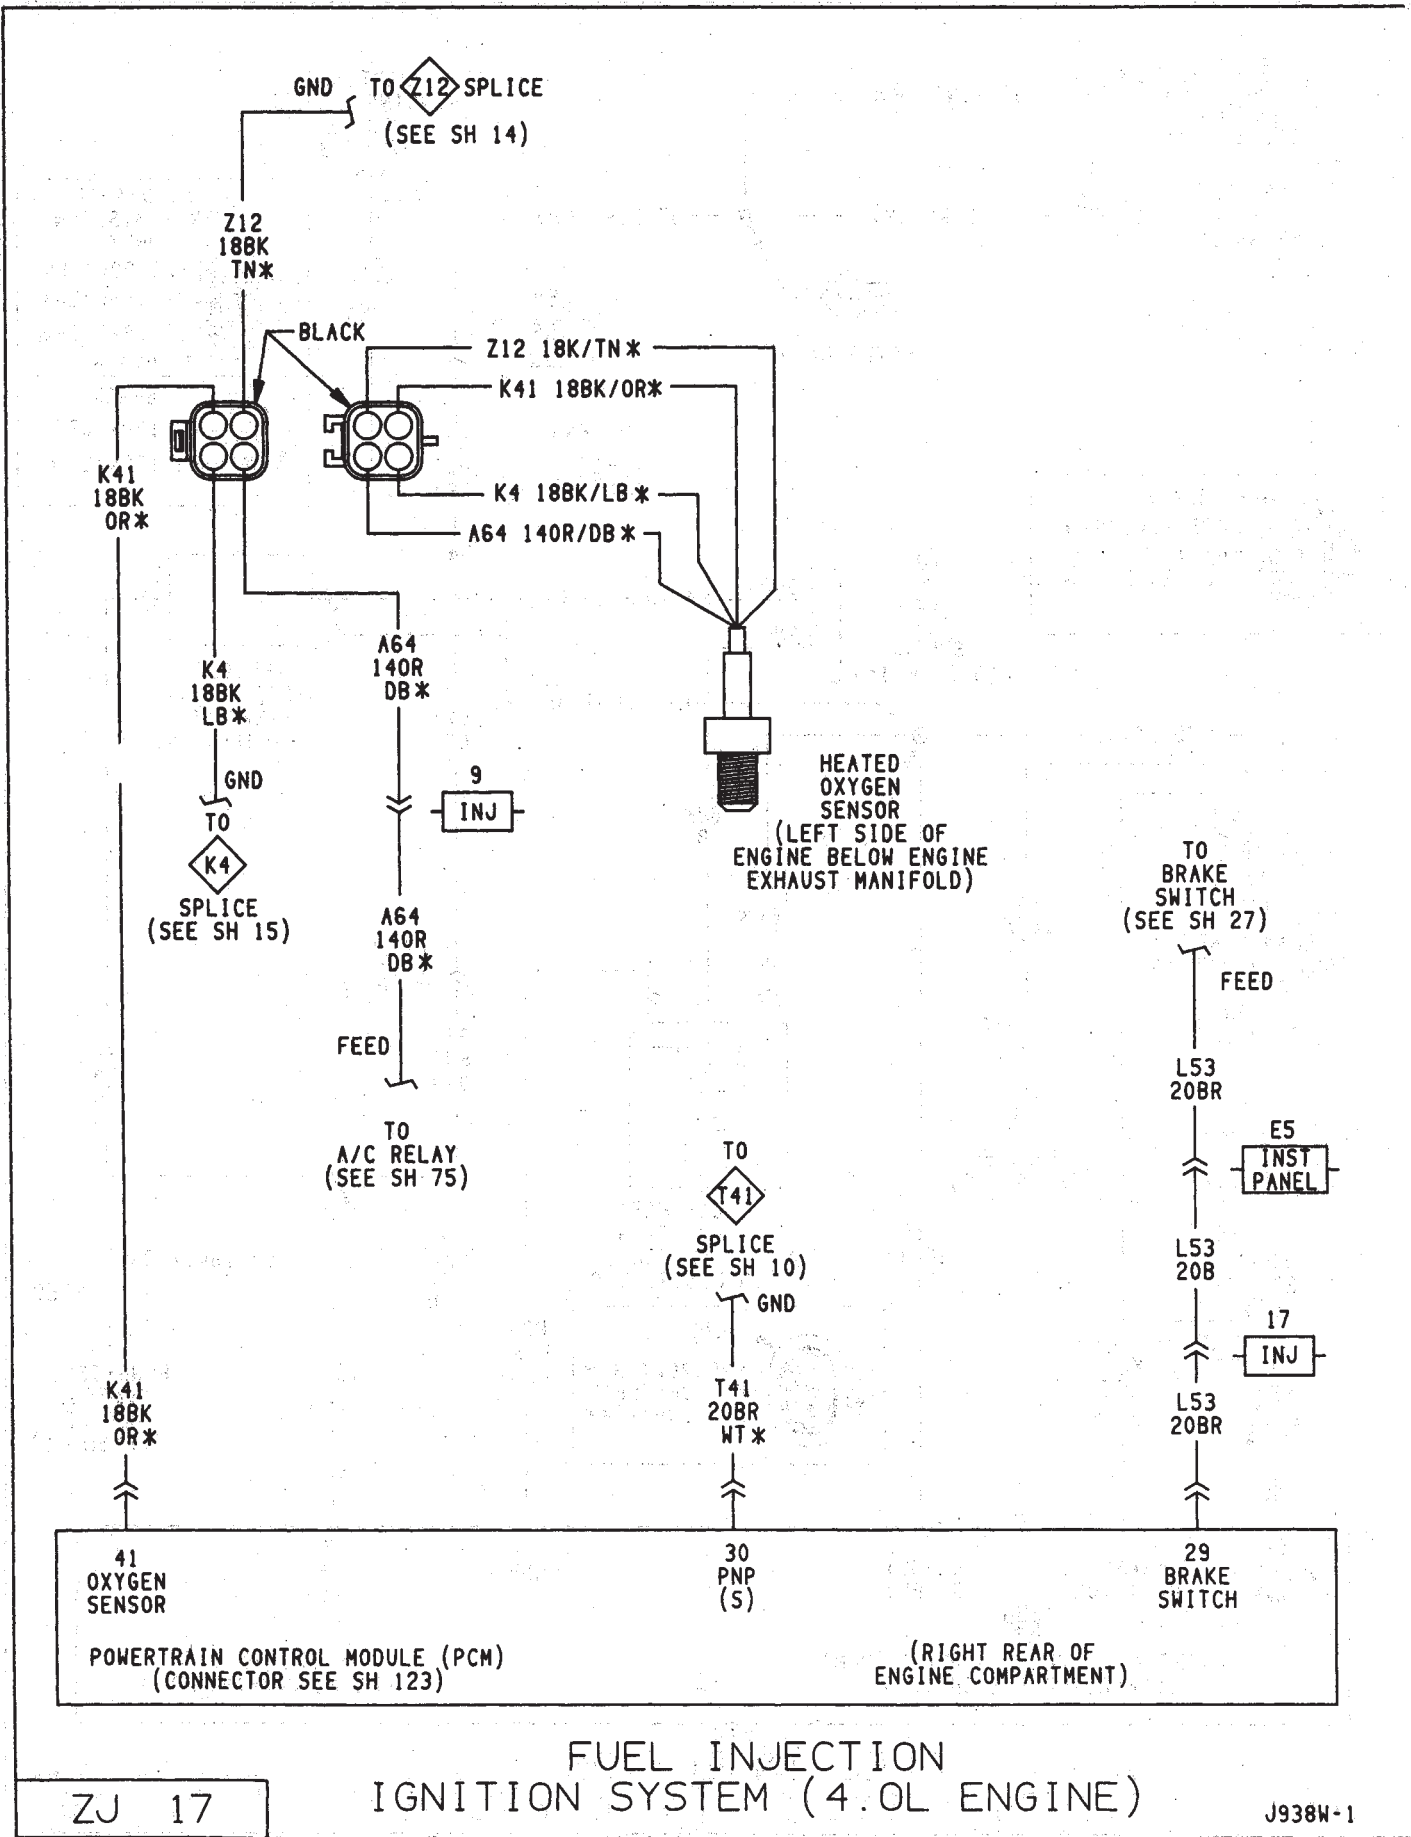 GND TO Z12 SPLICE
(SEE SH 14)
Z12
18BK
TN*
BLACK
Z12 18K/TN*
K41 18BK/OR*
K41
18BK
OR*
K4 18BK/LB*
A64 14OR/DB*
A64
14OR
DB*
K4
18BK
LB*
GND
TO
K4
SPLICE
(SEE SH 15)
9
INJ
HEATED
OXYGEN
SENSOR
(LEFT SIDE OF
ENGINE BELOW ENGINE
EXHAUST MANIFOLD)
TO
BRAKE
SWITCH
(SEE SH 27)
FEED
A64
14OR
DB*
FEED
TO
A/C RELAY
(SEE SH 75)
L53
20BR
E5
INST
PANEL
TO
T41
SPLICE
(SEE SH 10)
GND
L53
20B
17
INJ
K41
18BK
OR*
T41
20BR
WT*
L53
20BR
41
OXYGEN
SENSOR
30
PNP
(S)
29
BRAKE
SWITCH
POWERTRAIN CONTROL MODULE (PCM)
(CONNECTOR SEE SH 123)
(RIGHT REAR OF
ENGINE COMPARTMENT)
FUEL INJECTION
IGNITION SYSTEM (4.0L ENGINE)
ZJ 17
J938W-1